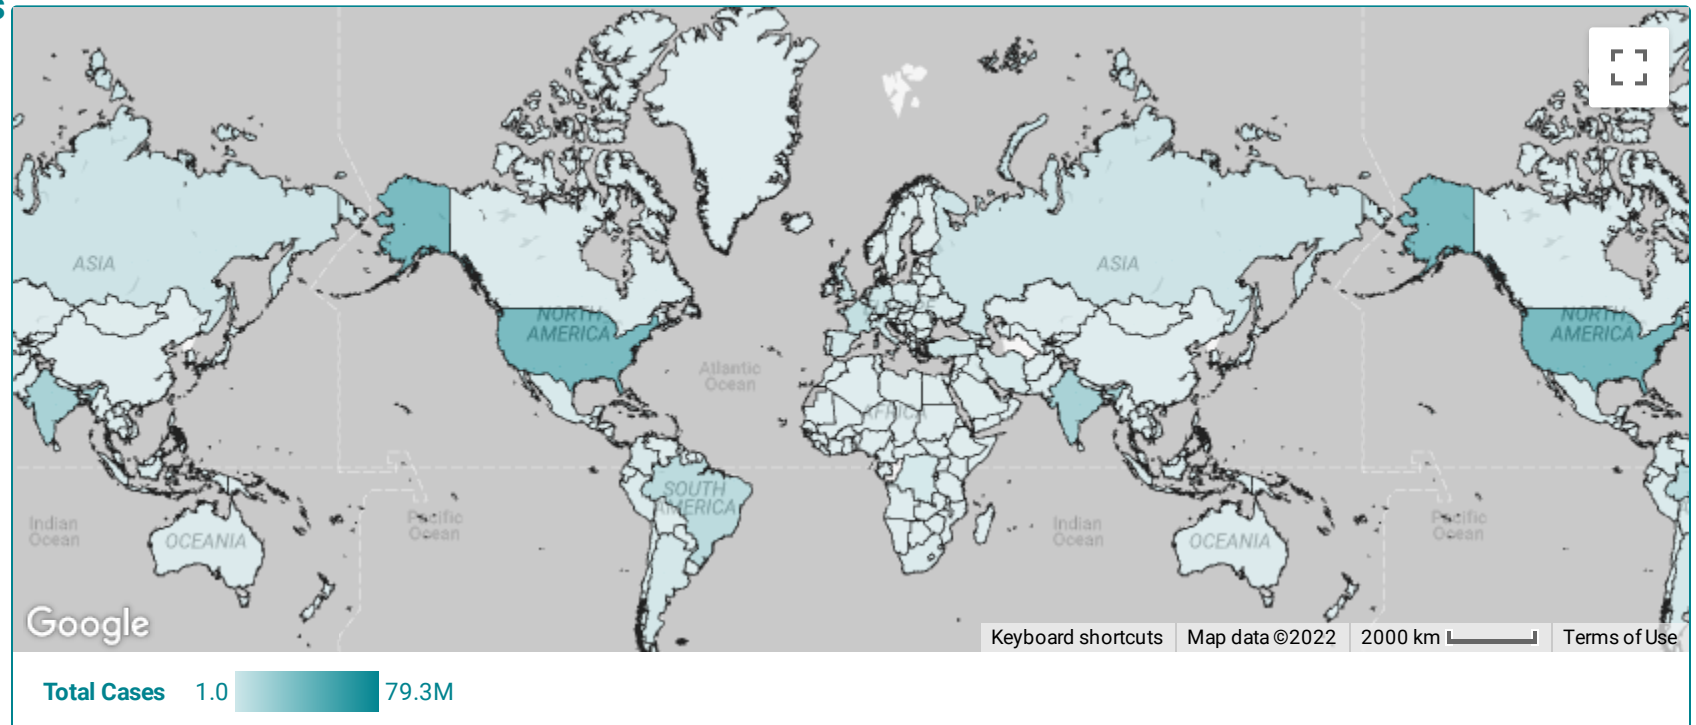 ASIA
ASIA
NORTH
AMERICA
NORTH
AMERICA
Atlantic
Ocean
AFRICA
SOUTH
AMERICA
Indian
Ocean
Pacific
Ocean
Indian
Ocean
Pacific
Ocean
OCEANIA
OCEANIA
Google
Keyboard shortcuts
Map data ©2022
2000 km
Terms of Use
Total Cases 1.0 79.3M